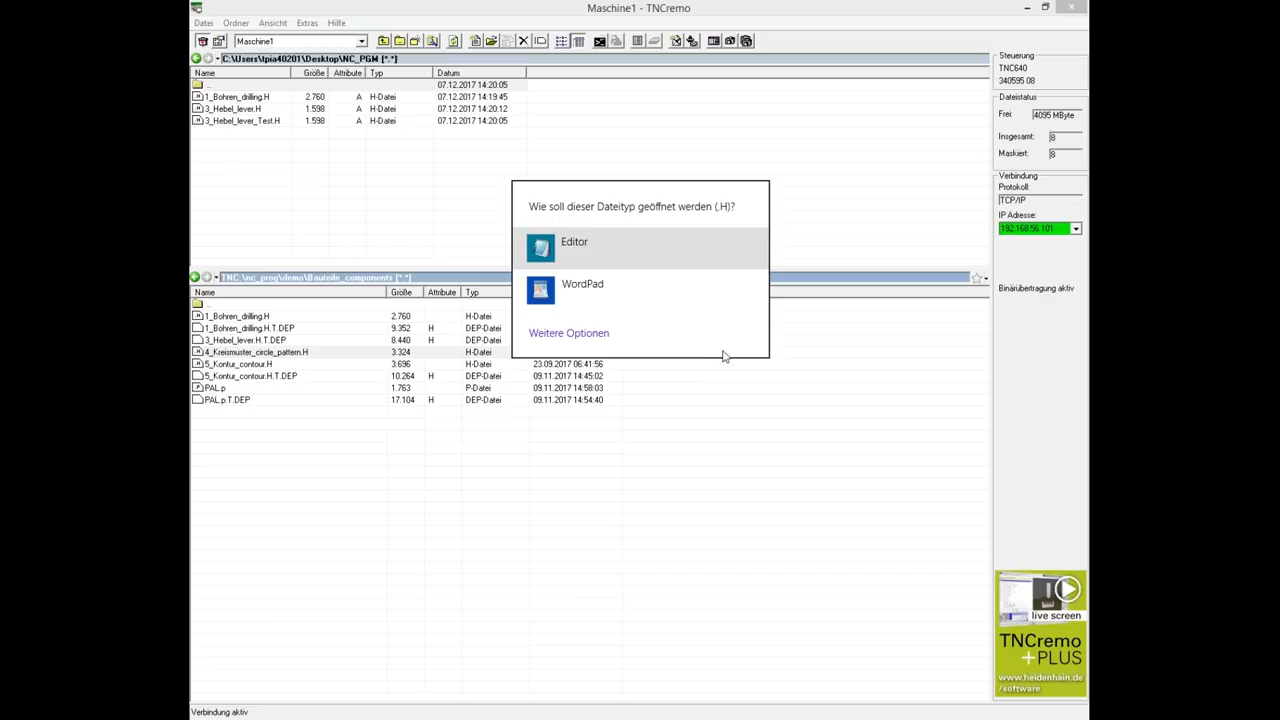 Maschine1 - TNCremo
Datei Ordner Ansicht Extras Hilfe
Maschine1
C:\Users\tpia40201\Desktop\NC_PGM [*.*]
Name Größe Attribute Typ Datum
.. 07.12.2017 14:20:05
1_Bohren_drilling.H 2.760 A H-Datei 07.12.2017 14:19:45
3_Hebel_lever.H 1.598 A H-Datei 07.12.2017 14:20:12
3_Hebel_lever_Test.H 1.598 A H-Datei 07.12.2017 14:20:05
Wie soll dieser Dateityp geöffnet werden (.H)?
Editor
WordPad
Weitere Optionen
TNC:\nc_prog\demo\Bauteile_components [*.*]
Name Größe Attribute Typ
..
1_Bohren_drilling.H 2.760 H-Datei
1_Bohren_drilling.H.T.DEP 9.352 H DEP-Datei
3_Hebel_lever.H.T.DEP 8.440 H DEP-Datei
4_Kreismuster_circle_pattern.H 3.324 H-Datei
5_Kontur_contour.H 3.696 H-Datei 23.09.2017 06:41:56
5_Kontur_contour.H.T.DEP 10.264 H DEP-Datei 09.11.2017 14:45:02
PAL.p 1.763 P-Datei 09.11.2017 14:58:03
PAL.p.T.DEP 17.104 H DEP-Datei 09.11.2017 14:54:40
Steuerung
TNC640
340595 08
Dateistatus
Frei: 4095 MByte
Insgesamt: 8
Maskiert: 8
Verbindung
Protokoll:
TCP/IP
IP Adresse:
192.168.56.101
Binärübertragung aktiv
live screen
TNCremo
+PLUS
www.heidenhain.de
/software
Verbindung aktiv